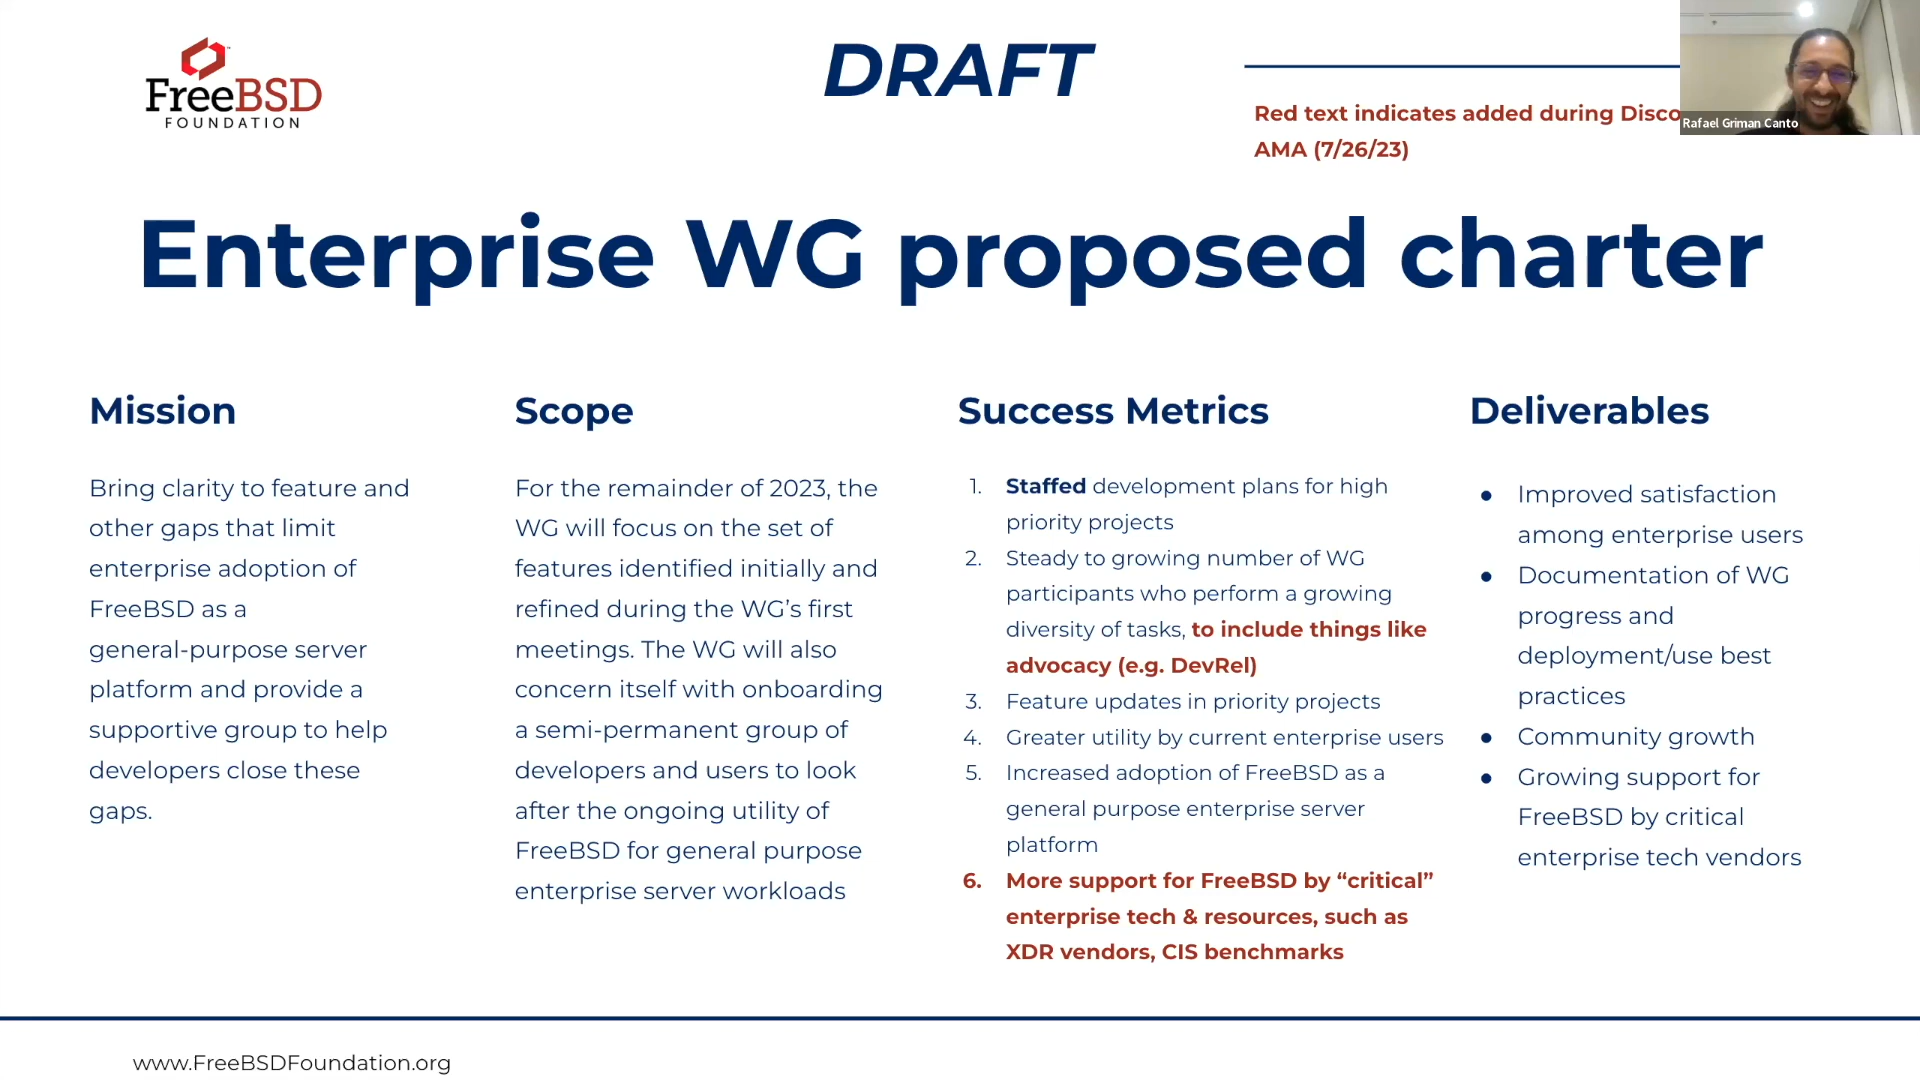 FreeBSD
FOUNDATION
DRAFT
Red text indicates added during
AMA (7/26/23)
Rafael Griman Canto
Enterprise WG proposed charter
Mission
Bring clarity to feature and
other gaps that limit
enterprise adoption of
FreeBSD as a
general-purpose server
platform and provide a
supportive group to help
developers close these
gaps.
Scope
For the remainder of 2023, the
WG will focus on the set of
features identified initially and
refined during the WG’s first
meetings. The WG will also
concern itself with onboarding
a semi-permanent group of
developers and users to look
after the ongoing utility of
FreeBSD for general purpose
enterprise server workloads
Success Metrics
1. Staffed development plans for high
priority projects
2. Steady to growing number of WG
participants who perform a growing
diversity of tasks, to include things like
advocacy (e.g. DevRel)
3. Feature updates in priority projects
4. Greater utility by current enterprise users
5. Increased adoption of FreeBSD as a
general purpose enterprise server
platform
6. More support for FreeBSD by “critical”
enterprise tech & resources, such as
XDR vendors, CIS benchmarks
Deliverables
● Improved satisfaction
among enterprise users
● Documentation of WG
progress and
deployment/use best
practices
● Community growth
● Growing support for
FreeBSD by critical
enterprise tech vendors
www.FreeBSDFoundation.org